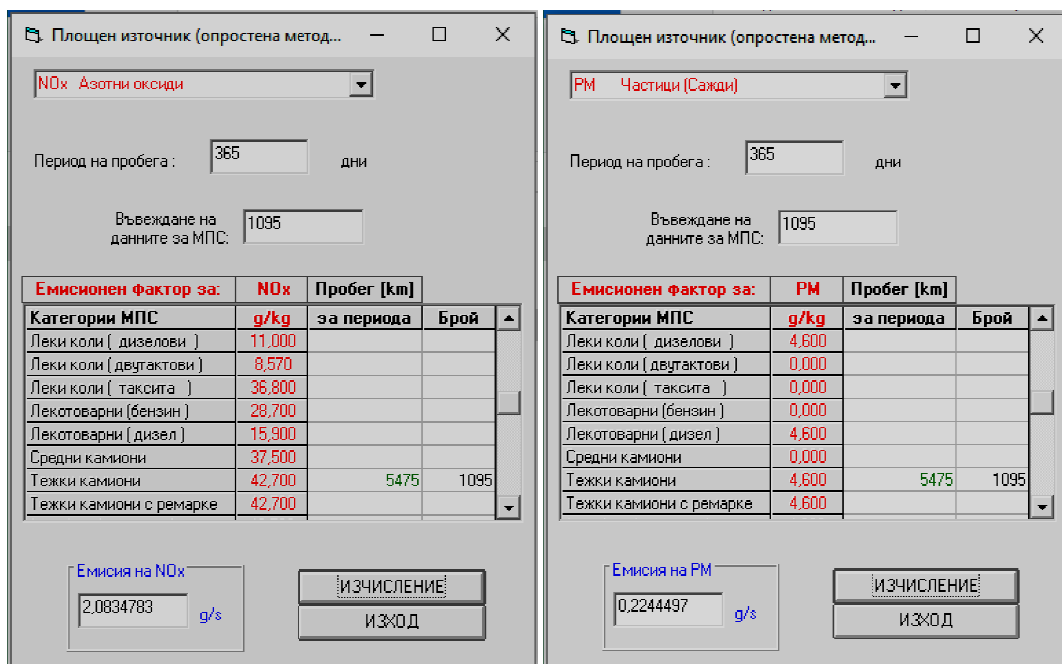 Площен източник (опростена метод...
NOx Азотни оксиди
Период на пробега : 365 дни
Въвеждане на
данните за МПС: 1095
Емисионен Фактор за: NOx Пробег [km]
Категории МПС g/kg за периода Брой
Леки коли ( дизелови ) 11,000
Леки коли ( двутактови ) 8,570
Леки коли ( таксита ) 36,800
Лекотоварни (бензин ) 28,700
Лекотоварни ( дизел ) 15,900
Средни камиони 37,500
Тежки камиони 42,700 5475 1095
Тежки камиони с ремарке 42,700
Емисия на NOx
2,0834783 g/s
ИЗЧИСЛЕНИЕ
ИЗХОД
Площен източник (опростена метод...
PM Частици (Сажди)
Период на пробега : 365 дни
Въвеждане на
данните за МПС: 1095
Емисионен Фактор за: PM Пробег [km]
Категории МПС g/kg за периода Брой
Леки коли ( дизелови ) 4,600
Леки коли ( двутактови ) 0,000
Леки коли ( таксита ) 0,000
Лекотоварни (бензин ) 0,000
Лекотоварни ( дизел ) 4,600
Средни камиони 0,000
Тежки камиони 4,600 5475 1095
Тежки камиони с ремарке 4,600
Емисия на PM
0,2244497 g/s
ИЗЧИСЛЕНИЕ
ИЗХОД